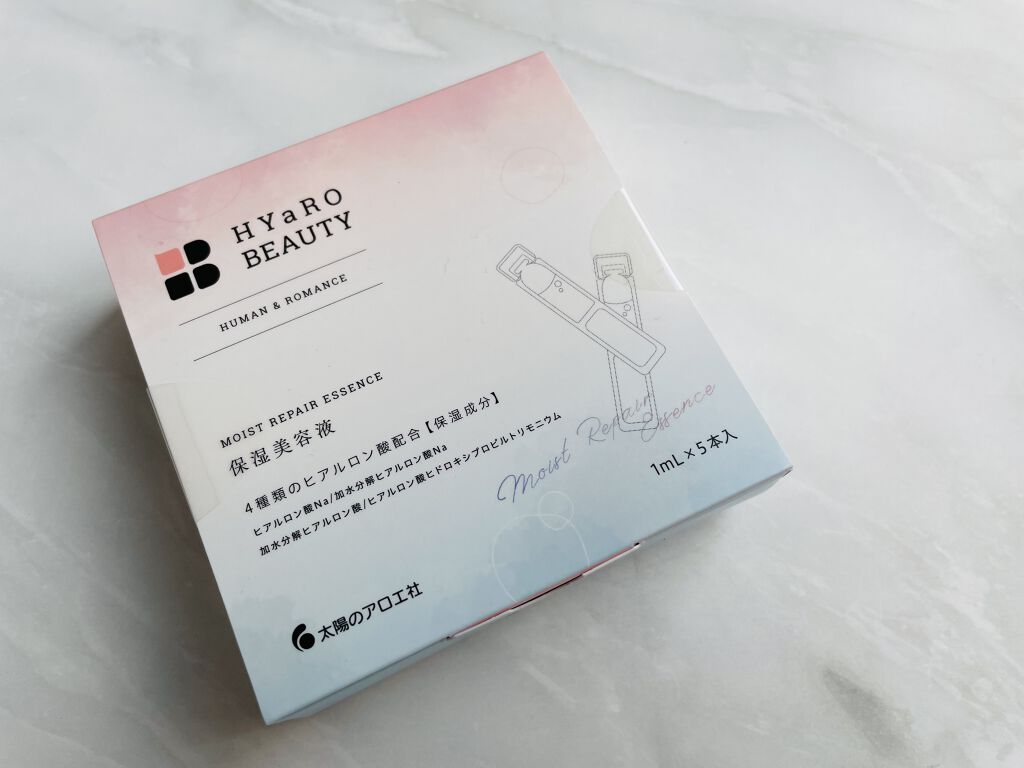 HYaRO
BEAUTY
HUMAN & ROMANCE
MOIST REPAIR ESSENCE
保湿美容液
4種類のヒアルロン酸配合【保湿成分】
ヒアルロン酸Na/加水分解ヒアルロン酸Na
加水分解ヒアルロン酸/ヒアルロン酸ヒドロキシプロピルトリモニウム
Moist Repair
Essence
1mL×5本入
太陽のアロエ社